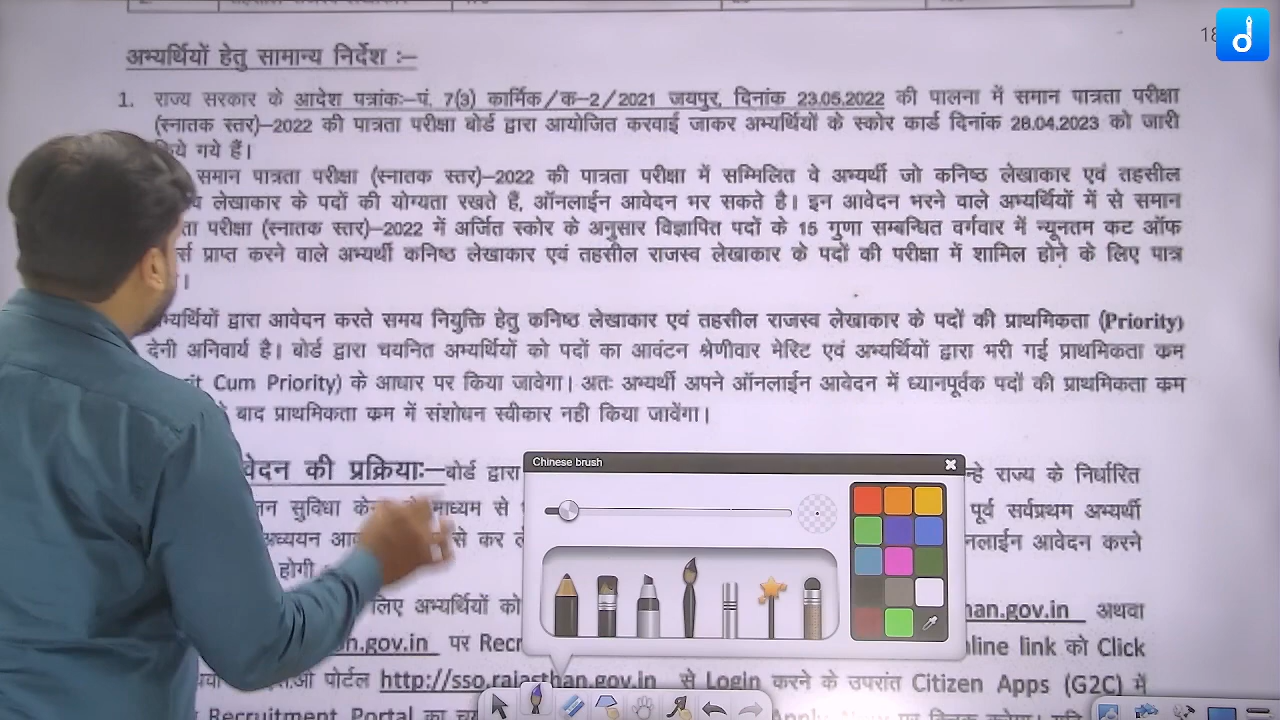 18
अभ्यर्थियों हेतु सामान्य निर्देश :–
1. राज्य सरकार के आदेश पत्रांकः–पं. 7(3) कार्मिक/क–2/2021 जयपुर, दिनांक 23.05.2022 की पालना में समान पात्रता परीक्षा
(स्नातक स्तर)–2022 की पात्रता परीक्षा बोर्ड द्वारा आयोजित करवाई जाकर अभ्यर्थियों के स्कोर कार्ड दिनांक 28.04.2023 को जारी
किये गये हैं।
समान पात्रता परीक्षा (स्नातक स्तर)–2022 की पात्रता परीक्षा में सम्मिलित वे अभ्यर्थी जो कनिष्ठ लेखाकार एवं तहसील
लेखाकार के पदों की योग्यता रखते हैं, ऑनलाईन आवेदन भर सकते है। इन आवेदन भरने वाले अभ्यर्थियों में से समान
परीक्षा (स्नातक स्तर)–2022 में अर्जित स्कोर के अनुसार विज्ञापित पदों के 15 गुणा सम्बन्धित वर्गवार में न्यूनतम कट ऑफ
प्राप्त करने वाले अभ्यर्थी कनिष्ठ लेखाकार एवं तहसील राजस्व लेखाकार के पदों की परीक्षा में शामिल होने के लिए पात्र
।
अभ्यर्थियों द्वारा आवेदन करते समय नियुक्ति हेतु कनिष्ठ लेखाकार एवं तहसील राजस्व लेखाकार के पदों की प्राथमिकता (Priority)
देनी अनिवार्य है। बोर्ड द्वारा चयनित अभ्यर्थियों को पदों का आवंटन श्रेणीवार मेरिट एवं अभ्यर्थियों द्वारा भरी गई प्राथमिकता क्रम
Cum Priority) के आधार पर किया जावेगा। अतः अभ्यर्थी अपने ऑनलाईन आवेदन में ध्यानपूर्वक पदों की प्राथमिकता क्रम
बाद प्राथमिकता क्रम में संशोधन स्वीकार नही किया जावेंगा।
वेदन की प्रक्रियाः–बोर्ड द्वारा न्हे राज्य के निर्धारित
सुविधा माध्यम से पूर्व सर्वप्रथम अभ्यर्थी
अध्ययन से कर नलाईन आवेदन करने
होगी
लिए अभ्यर्थियों को han.gov.in अथवा
n.gov.in पर Recr nline link को Click
पोर्टल http://sso.rajasthan.gov.in से Login करने के उपरांत Citizen Apps (G2C) में
Recruitment Portal का
Chinese brush